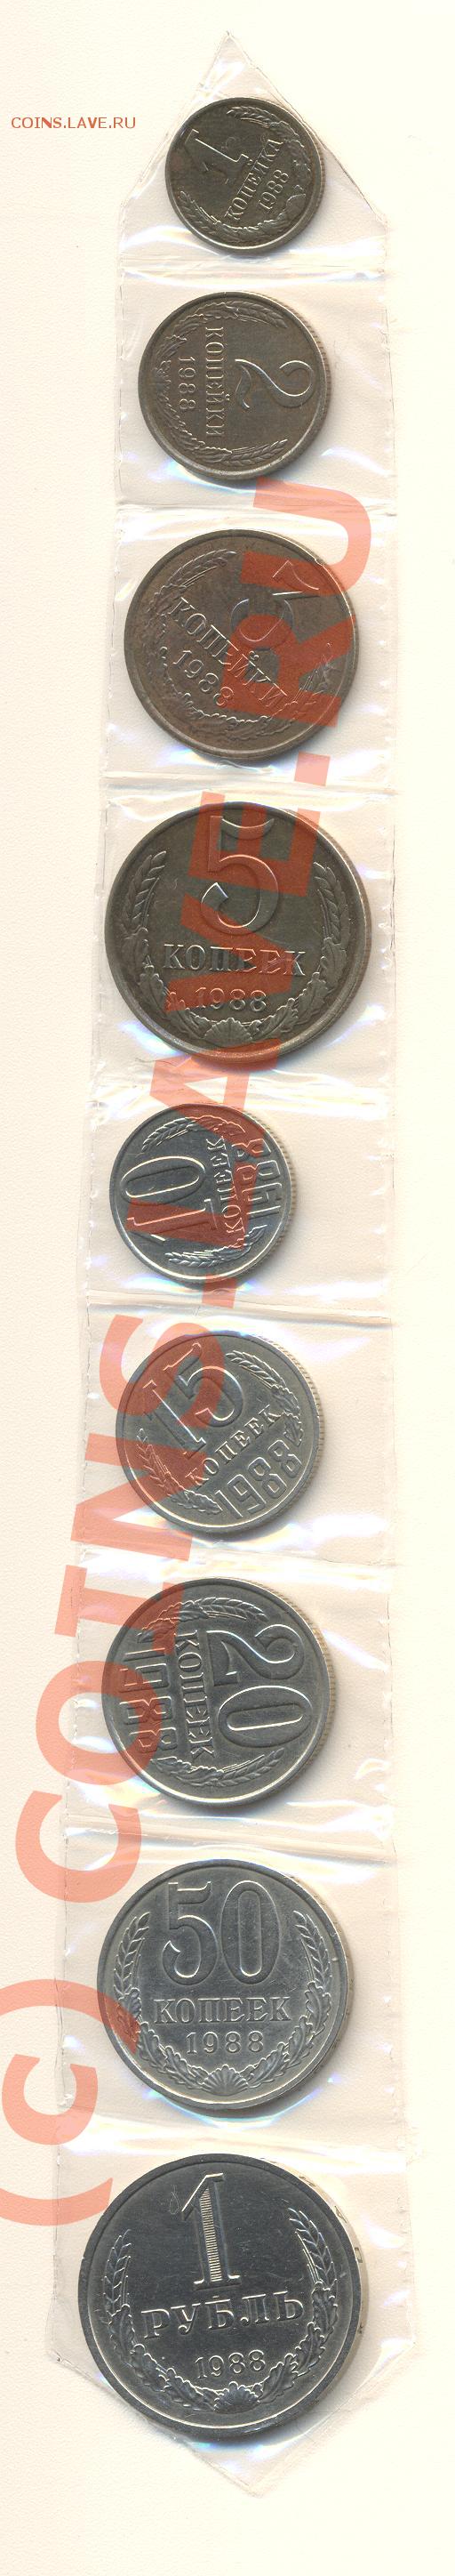 COINS.LAVE.RU
1
КОПЕЙКА
1988
2
КОПЕЙКИ
1988
3
КОПЕЙКИ
1988
5
КОПЕЕК
1988
10
КОПЕЕК
1988
15
КОПЕЕК
1988
20
КОПЕЕК
1988
50
КОПЕЕК
1988
1
РУБЛЬ
1988
(c) COINS.LAVE.RU